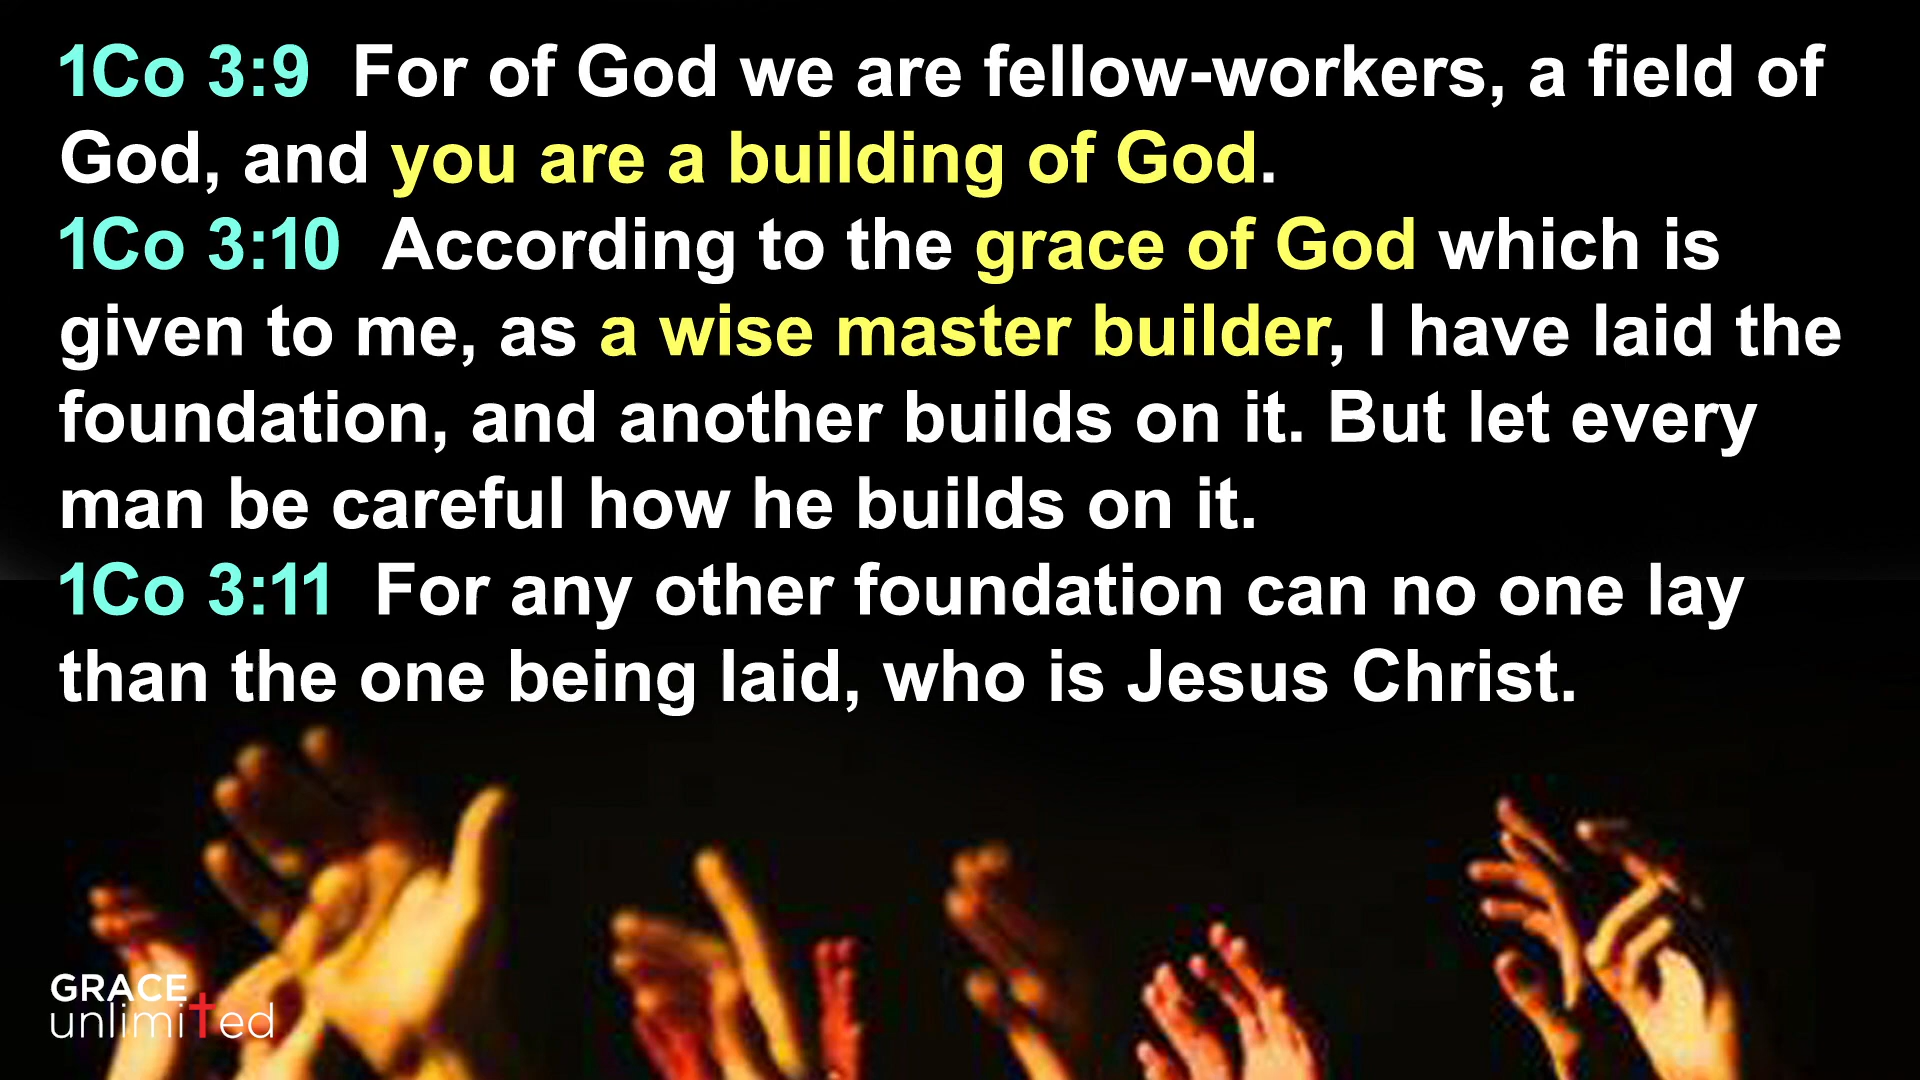 1Co 3:9  For of God we are fellow-workers, a field of
God, and you are a building of God.
1Co 3:10  According to the grace of God which is
given to me, as a wise master builder, I have laid the
foundation, and another builds on it. But let every
man be careful how he builds on it.
1Co 3:11  For any other foundation can no one lay
than the one being laid, who is Jesus Christ.
GRACE
unlimited